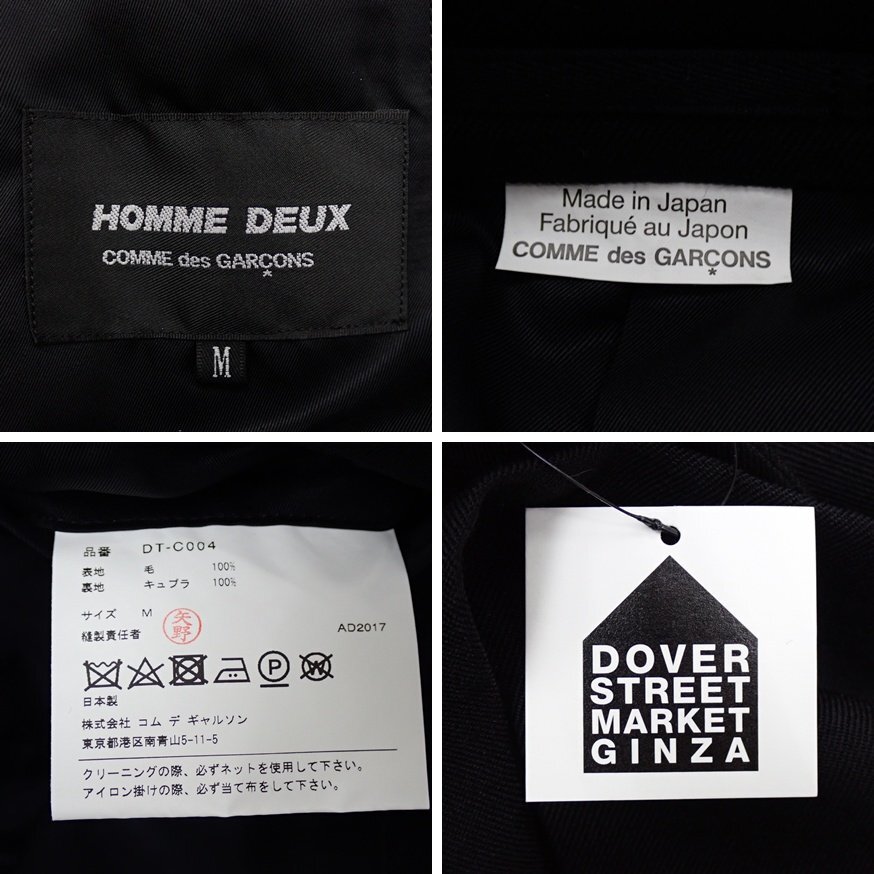 HOMME DEUX
COMME des GARÇONS
M
Made in Japan
Fabriqué au Japon
COMME des GARÇONS
品番 DT-C004
表地 毛 100%
裏地 キュプラ 100%
サイズ M
縫製責任者 矢野 AD2017
P
W
日本製
株式会社 コム デ ギャルソン
東京都港区南青山5-11-5
クリーニングの際、必ずネットを使用して下さい。
アイロン掛けの際、必ず当て布をして下さい。
DOVER
STREET
MARKET
GINZA